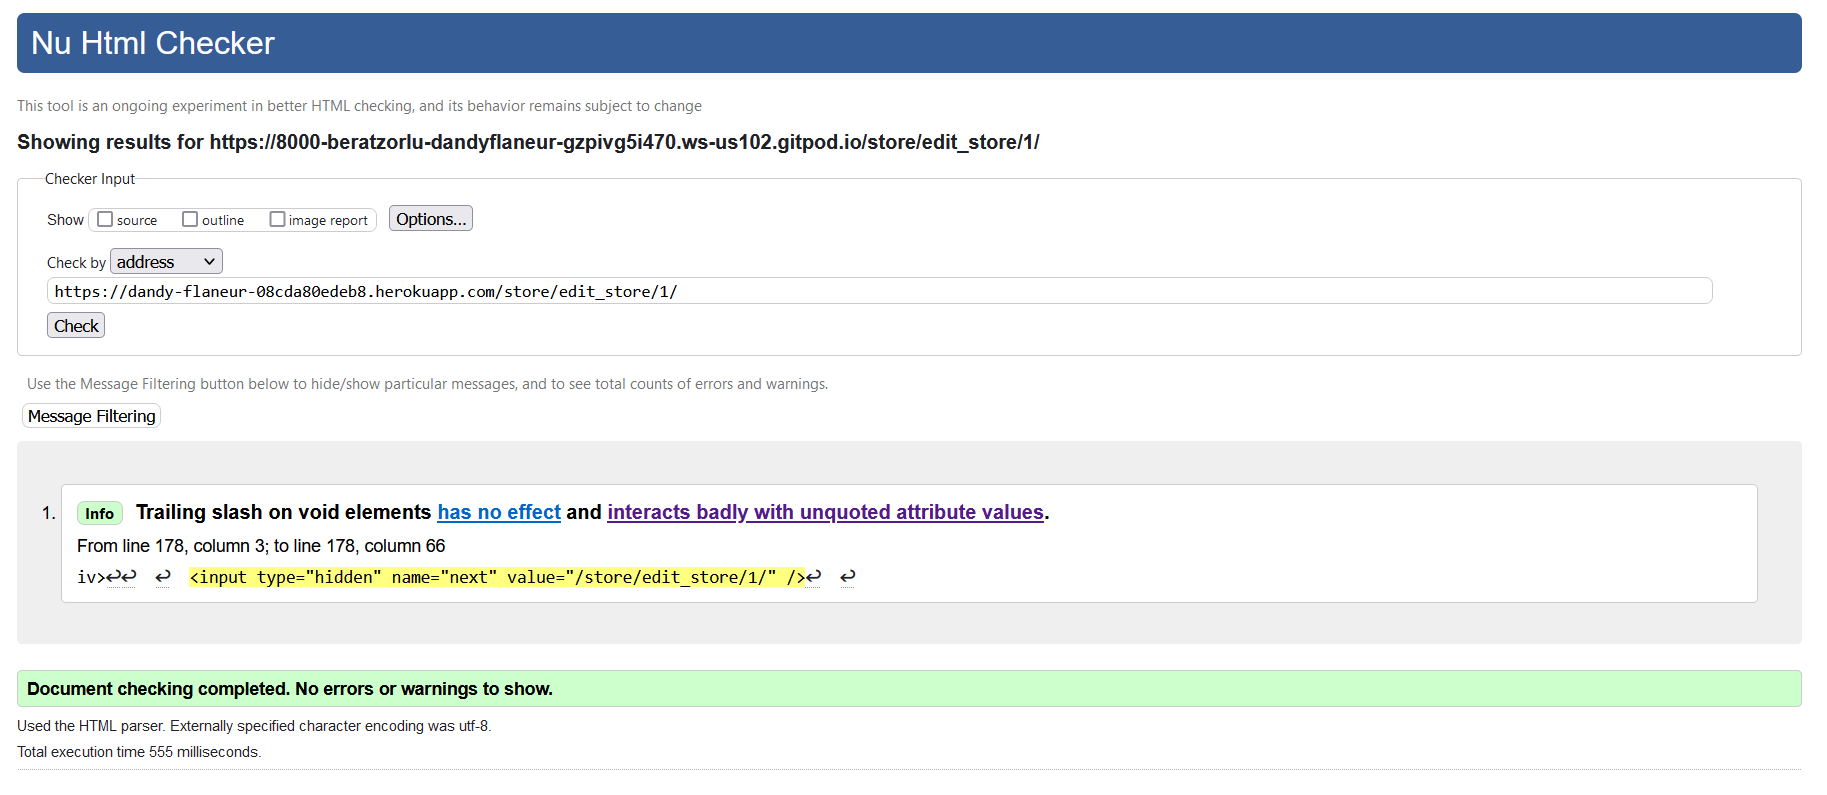 Nu Html Checker
This tool is an ongoing experiment in better HTML checking, and its behavior remains subject to change
Showing results for https://8000-beratzorlu-dandyflaneur-gzpivg5i470.ws-us102.gitpod.io/store/edit_store/1/
Checker Input
Show source outline image report Options...
Check by address
https://dandy-flaneur-08cda80edeb8.herokuapp.com/store/edit_store/1/
Check
Use the Message Filtering button below to hide/show particular messages, and to see total counts of errors and warnings.
Message Filtering
1. Info Trailing slash on void elements has no effect and interacts badly with unquoted attribute values.
From line 178, column 3; to line 178, column 66
iv>↩↩ ↩ <input type="hidden" name="next" value="/store/edit_store/1/" />↩ ↩
Document checking completed. No errors or warnings to show.
Used the HTML parser. Externally specified character encoding was utf-8.
Total execution time 555 milliseconds.